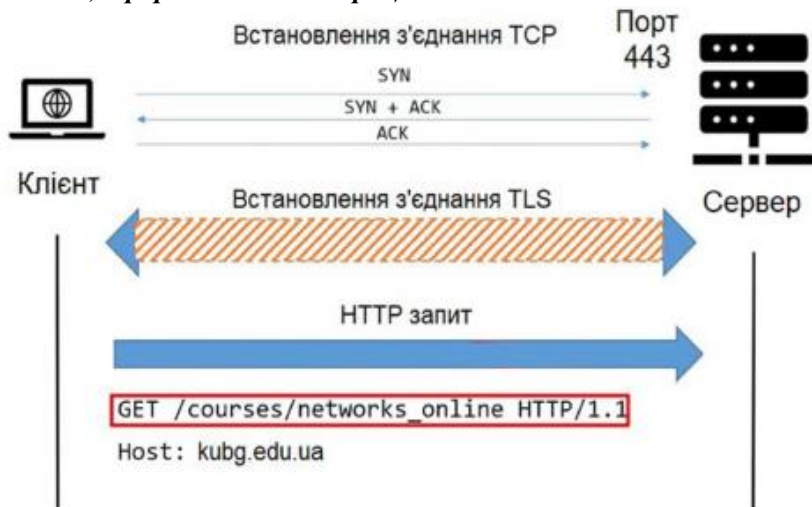 Встановлення з'єднання TCP
Порт
443
SYN
SYN + ACK
ACK
Клієнт
Встановлення з'єднання TLS
Сервер
HTTP запит
GET /courses/networks_online HTTP/1.1
Host: kubg.edu.ua